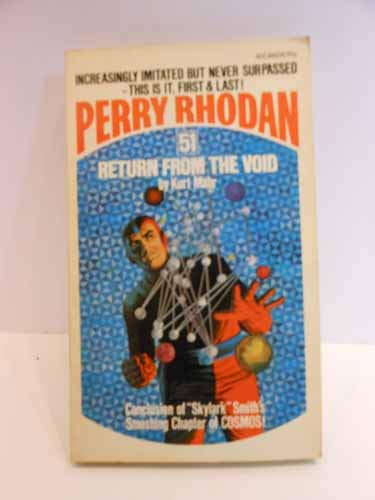 INCREASINGLY IMITATED BUT NEVER SURPASSED
- THIS IS IT, FIRST & LAST!
PERRY RHODAN
51
RETURN FROM THE VOID
by Kurt Mahr
Conclusion of "Skylark" Smith's
Smashing Chapter of COSMOS!